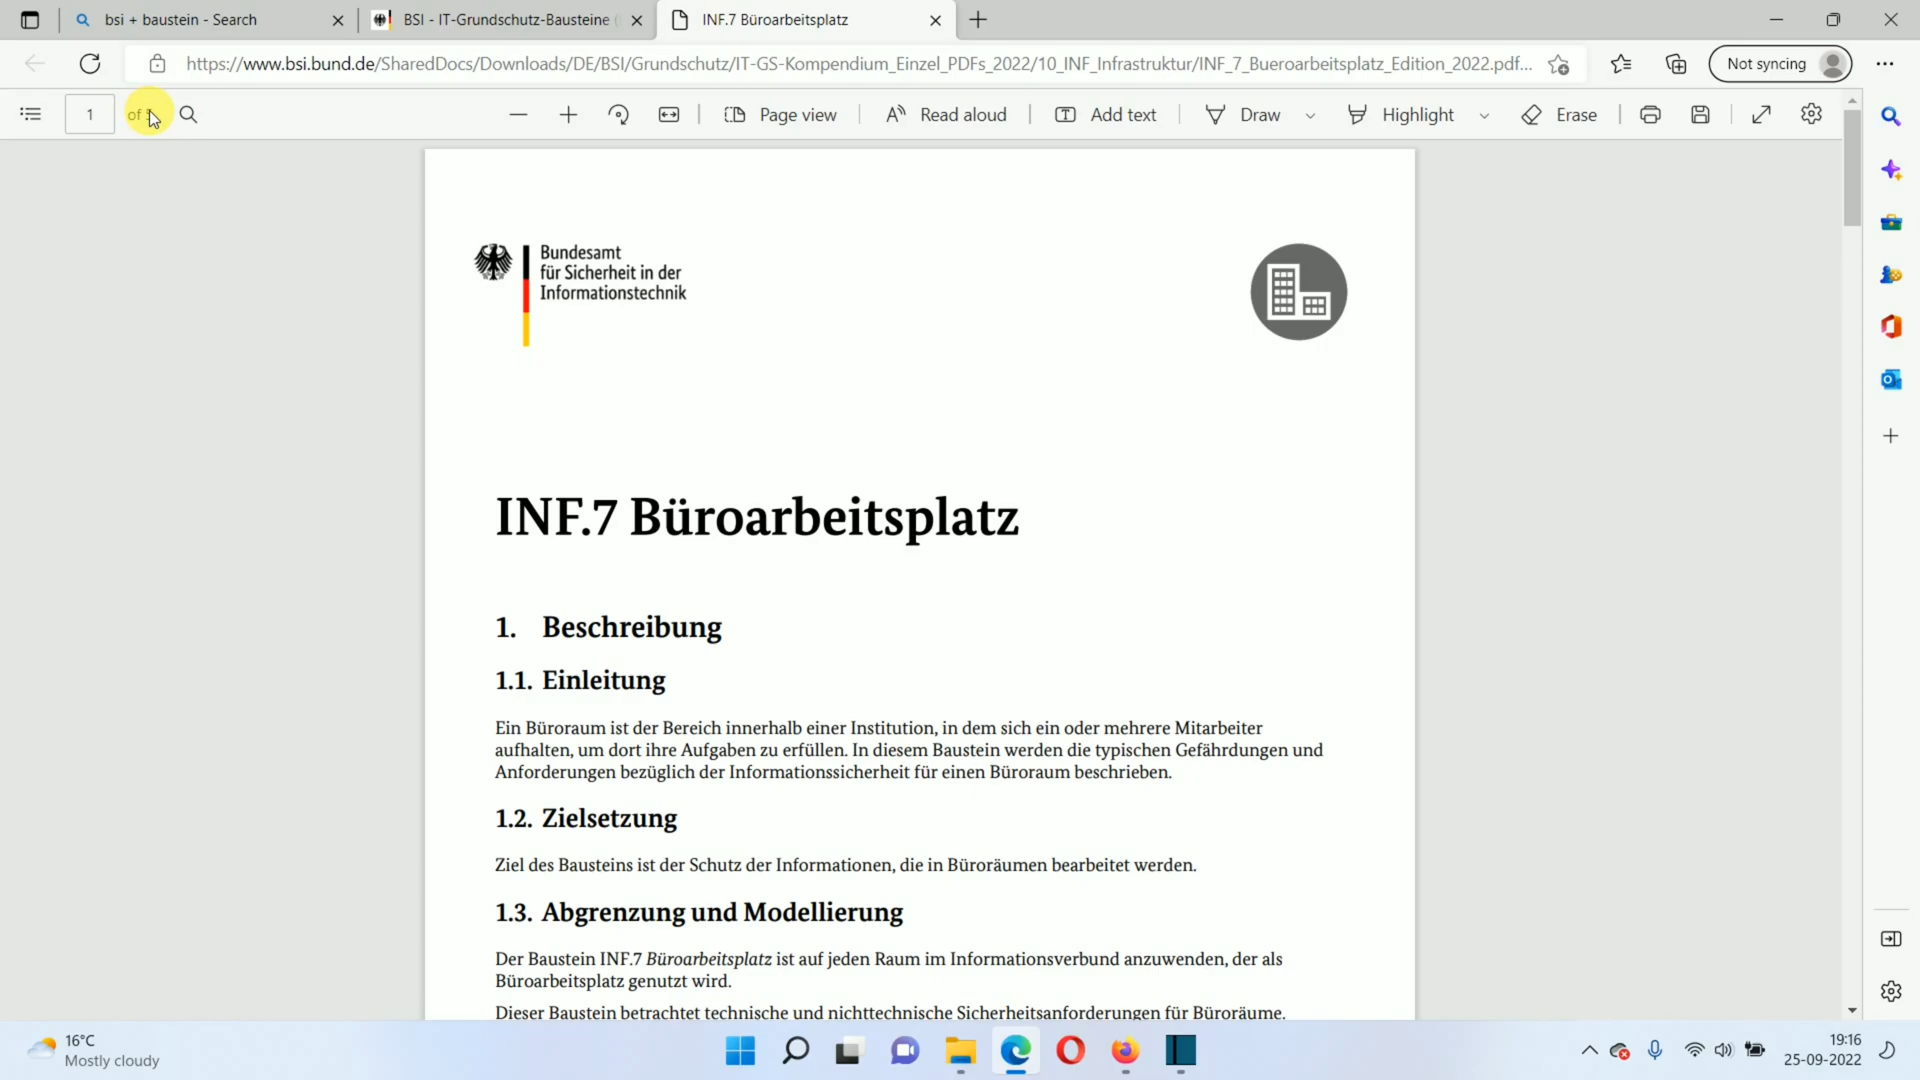 bsi + baustein - Search
BSI - IT-Grundschutz-Bausteine
INF.7 Büroarbeitsplatz
https://www.bsi.bund.de/SharedDocs/Downloads/DE/BSI/Grundschutz/IT-GS-Kompendium_Einzel_PDFs_2022/10_INF_Infrastruktur/INF_7_Bueroarbeitsplatz_Edition_2022.pdf...
Not syncing
1 of
Page view
Read aloud
Add text
Draw
Highlight
Erase
Bundesamt
für Sicherheit in der
Informationstechnik
INF.7 Büroarbeitsplatz
1. Beschreibung
1.1. Einleitung
Ein Büroraum ist der Bereich innerhalb einer Institution, in dem sich ein oder mehrere Mitarbeiter
aufhalten, um dort ihre Aufgaben zu erfüllen. In diesem Baustein werden die typischen Gefährdungen und
Anforderungen bezüglich der Informationssicherheit für einen Büroraum beschrieben.
1.2. Zielsetzung
Ziel des Bausteins ist der Schutz der Informationen, die in Büroräumen bearbeitet werden.
1.3. Abgrenzung und Modellierung
Der Baustein INF.7 Büroarbeitsplatz ist auf jeden Raum im Informationsverbund anzuwenden, der als
Büroarbeitsplatz genutzt wird.
Dieser Baustein betrachtet technische und nichttechnische Sicherheitsanforderungen für Büroräume.
16°C
Mostly cloudy
19:16
25-09-2022